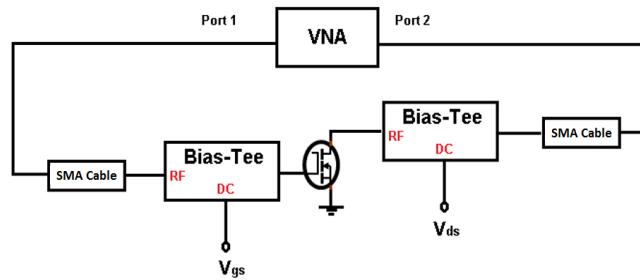 Port 1
VNA
Port 2
Bias-Tee
RF
DC
SMA Cable
Bias-Tee
RF
DC
SMA Cable
Vds
Vgs